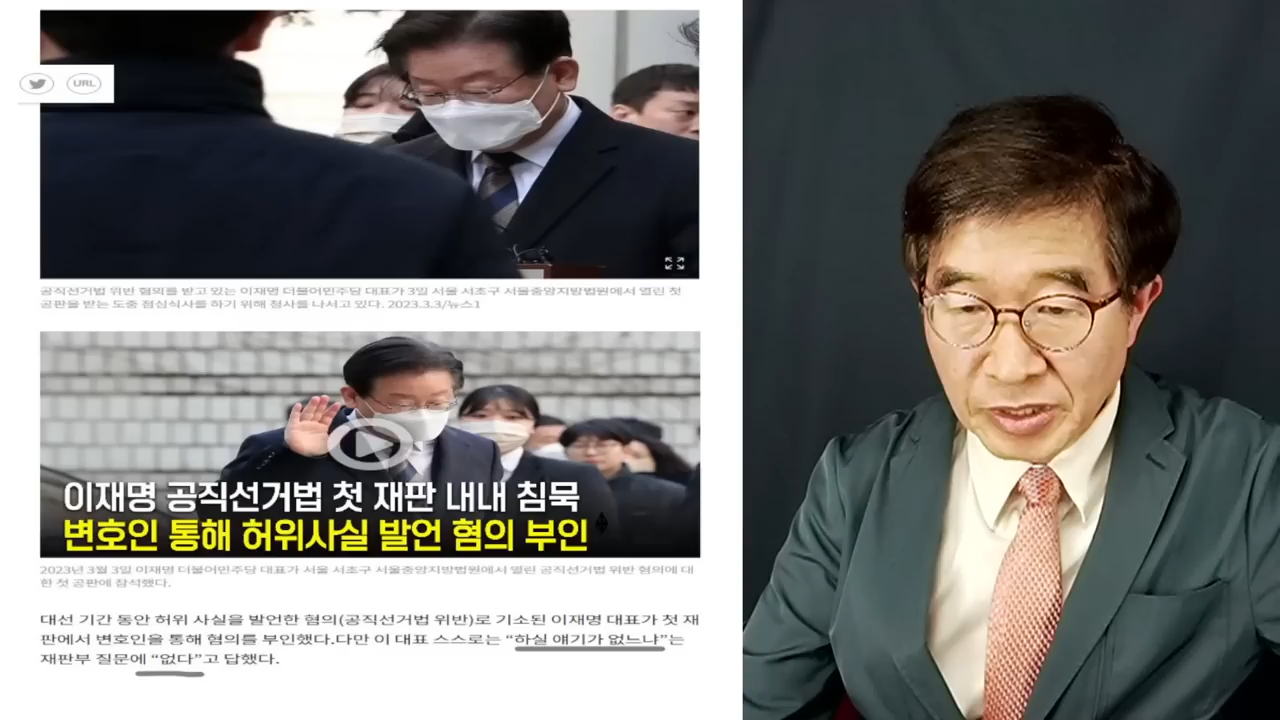 URL
공직선거법 위반 혐의를 받고 있는 이재명 더불어민주당 대표가 3일 서울 서초구 서울중앙지방법원에서 열린 첫
공판을 받는 도중 점심식사를 하기 위해 청사를 나서고 있다. 2023.3.3/뉴스1
이재명 공직선거법 첫 재판 내내 침묵
변호인 통해 허위사실 발언 혐의 부인
2023년 3월 3일 이재명 더불어민주당 대표가 서울 서초구 서울중앙지방법원에서 열린 공직선거법 위반 혐의에 대
한 첫 공판에 참석했다.
대선 기간 동안 허위 사실을 발언한 혐의(공직선거법 위반)로 기소된 이재명 대표가 첫 재
판에서 변호인을 통해 혐의를 부인했다.다만 이 대표 스스로는 “하실 얘기가 없느냐”는
재판부 질문에 “없다”고 답했다.